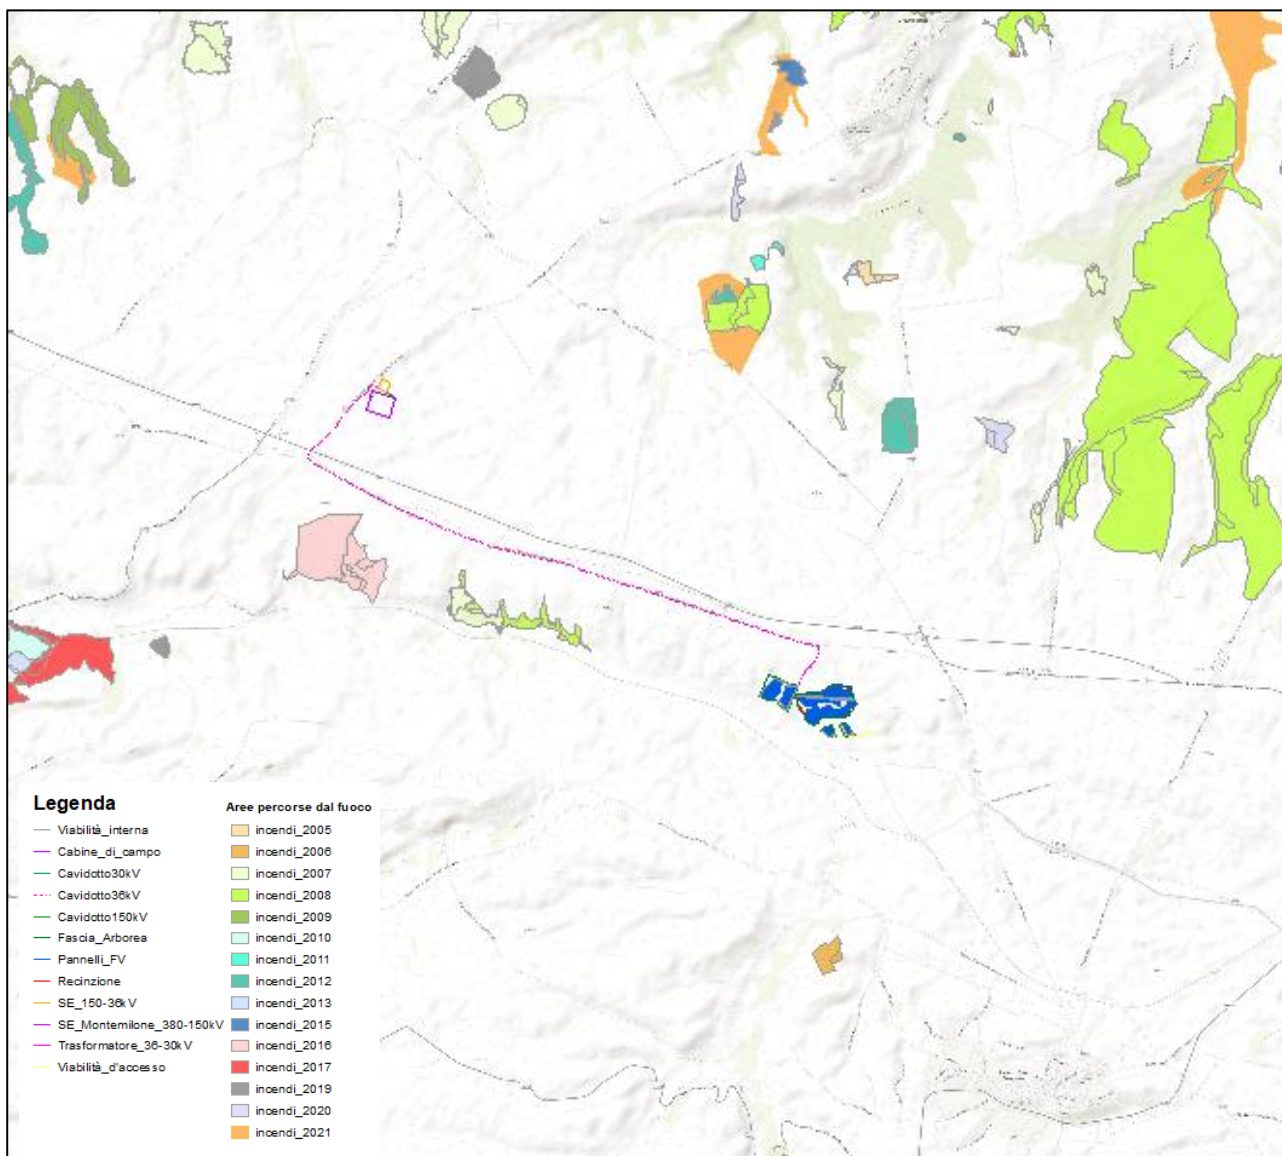 Legenda
Viabilità_interna
Cabine_di_campo
Cavidotto30kV
Cavidotto36kV
Cavidotto150kV
Fascia_Arborea
Pannelli_FV
Recinzione
SE_150-36kV
SE_Montemilone_380-150kV
Trasformatore_36-30kV
Viabilità_d'accesso
Aree percorse dal fuoco
incendi_2005
incendi_2006
incendi_2007
incendi_2008
incendi_2009
incendi_2010
incendi_2011
incendi_2012
incendi_2013
incendi_2015
incendi_2016
incendi_2017
incendi_2019
incendi_2020
incendi_2021